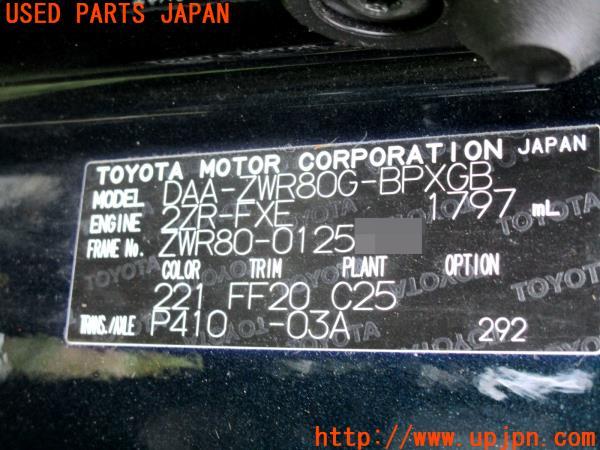 USED PARTS JAPAN
TOYOTA MOTOR CORPORATION JAPAN
MODEL DAA-ZWR80G-BPXGB
ENGINE 2ZR-FXE 1797 mL
FRAME No. ZWR80-0125
COLOR TRIM PLANT OPTION
221 FF20 C25
TRANS./AXLE P410 -03A 292
http://www.upjpn.com/